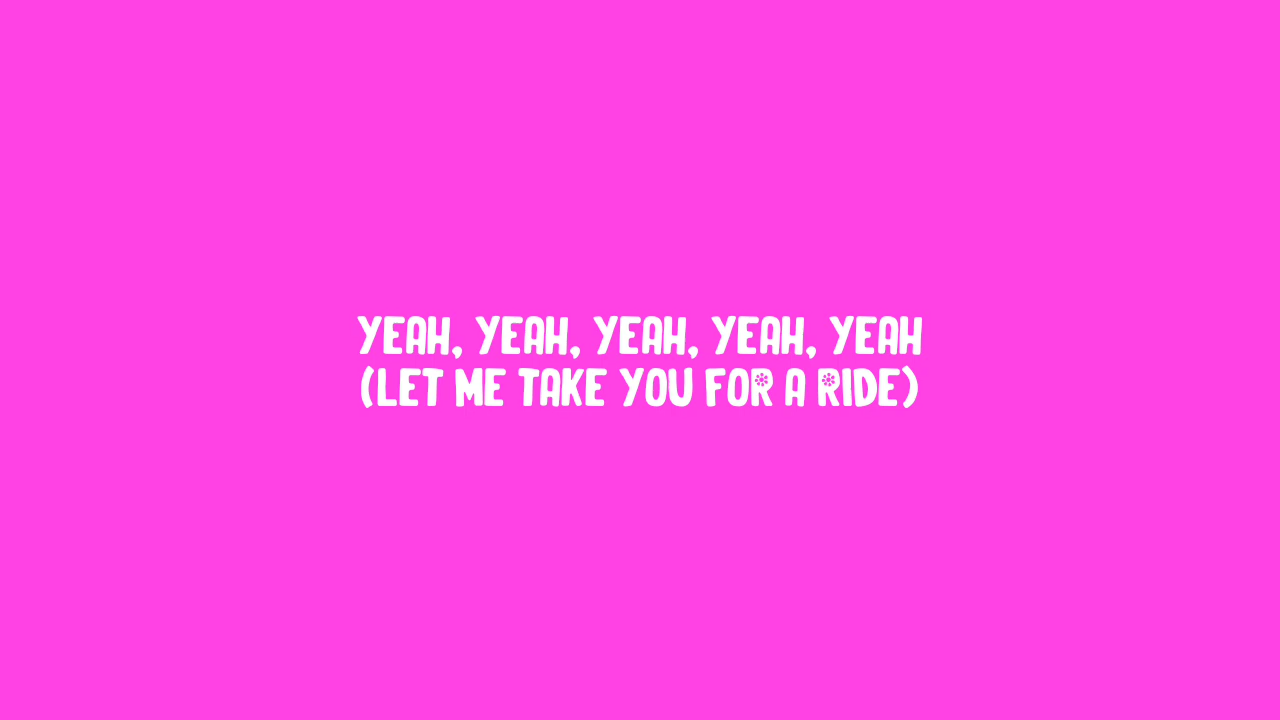 YEAH, YEAH, YEAH, YEAH, YEAH
(LET ME TAKE YOU FOR A RIDE)